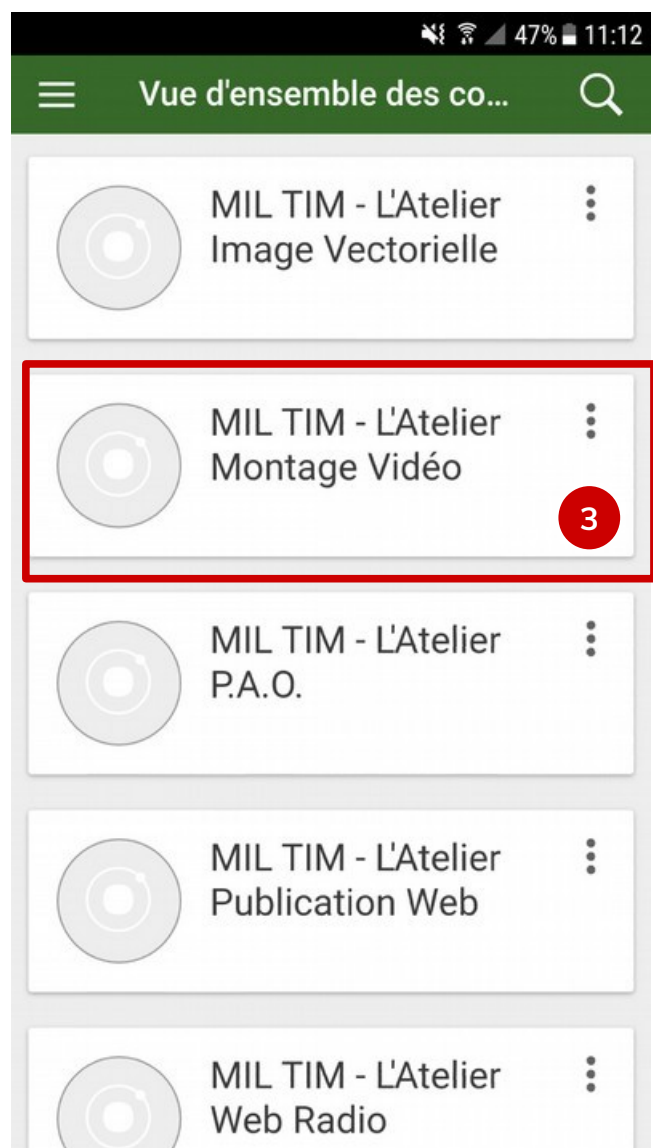 47% 11:12
Vue d'ensemble des co...
MIL TIM - L'Atelier
Image Vectorielle
MIL TIM - L'Atelier
Montage Vidéo
3
MIL TIM - L'Atelier
P.A.O.
MIL TIM - L'Atelier
Publication Web
MIL TIM - L'Atelier
Web Radio